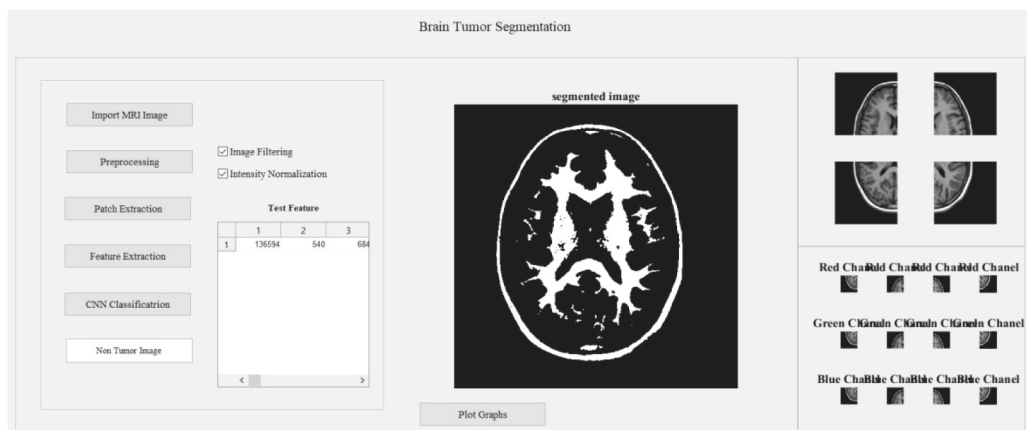 Brain Tumor Segmentation
Import MRI Image
Preprocessing
Patch Extraction
Feature Extraction
CNN Classificatrion
Non Tumor Image
Image Filtering
Intensity Normalization
Test Feature
1 2 3
1 136594 540 684
segmented image
Plot Graphs
Red Chanel
Green Chanel
Blue Chanel